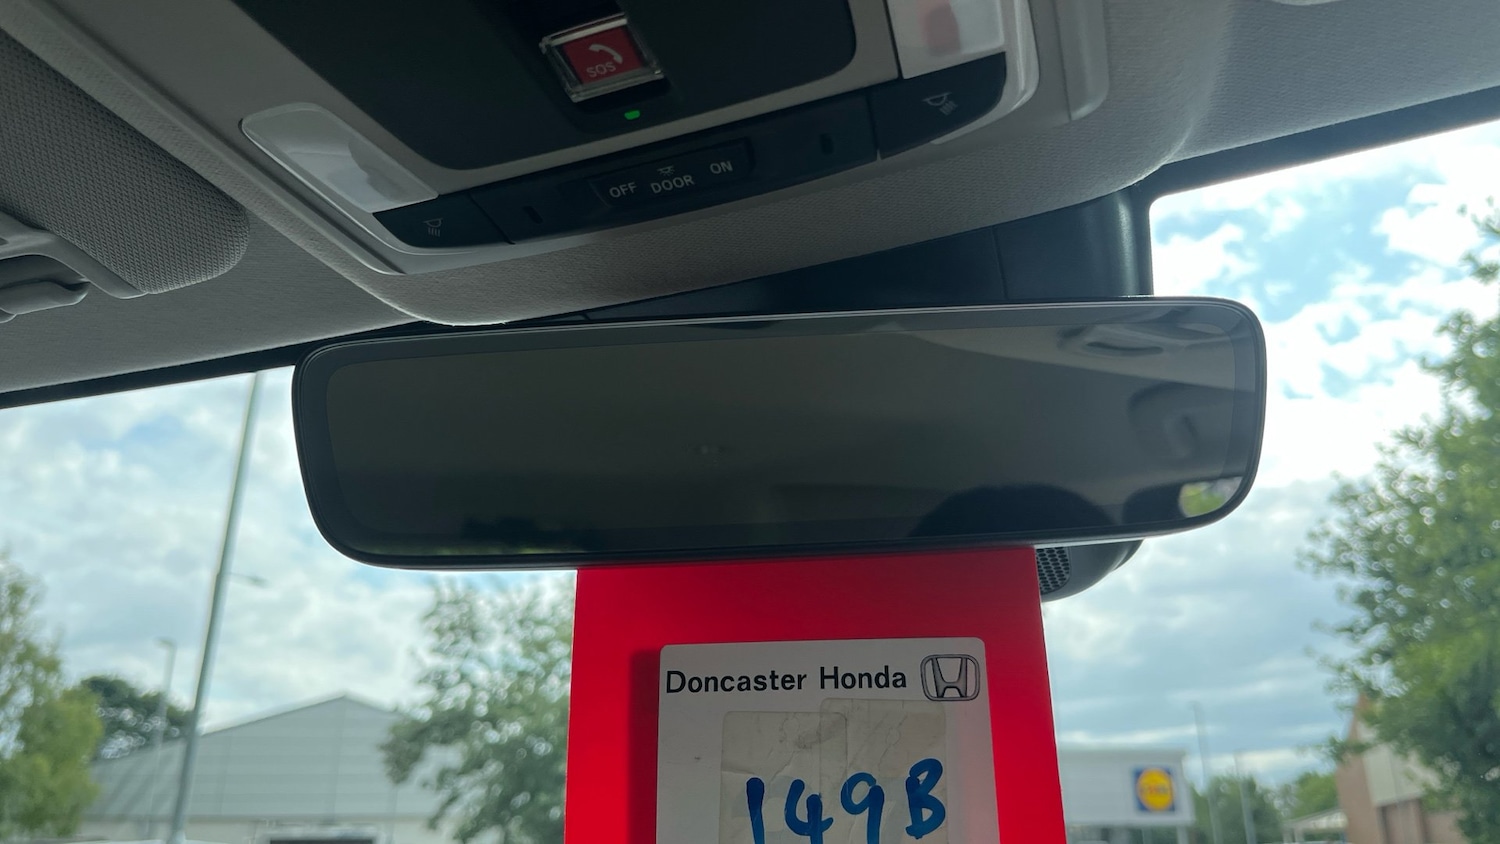 SOS
OFF DOOR ON
Doncaster Honda
149B